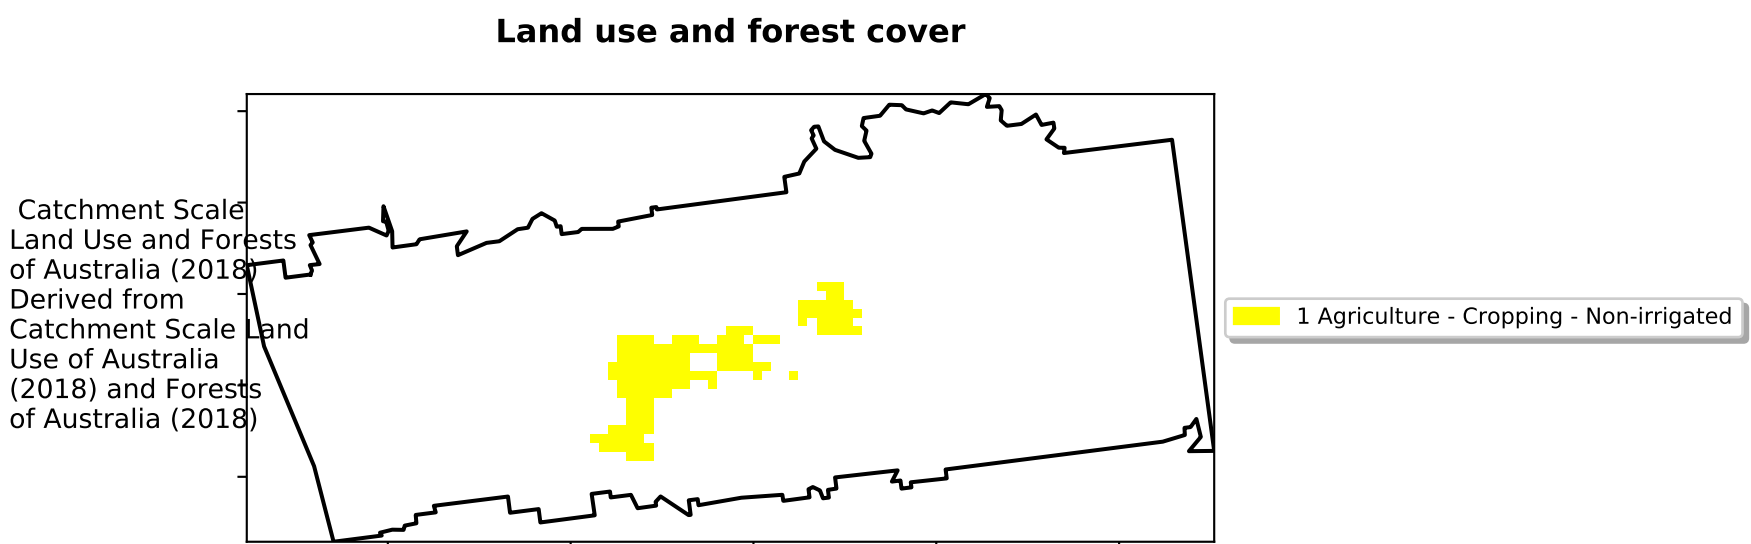 Land use and forest cover
Catchment Scale
Land Use and Forests
of Australia (2018)
Derived from
Catchment Scale Land
Use of Australia
(2018) and Forests
of Australia (2018)
1 Agriculture - Cropping - Non-irrigated